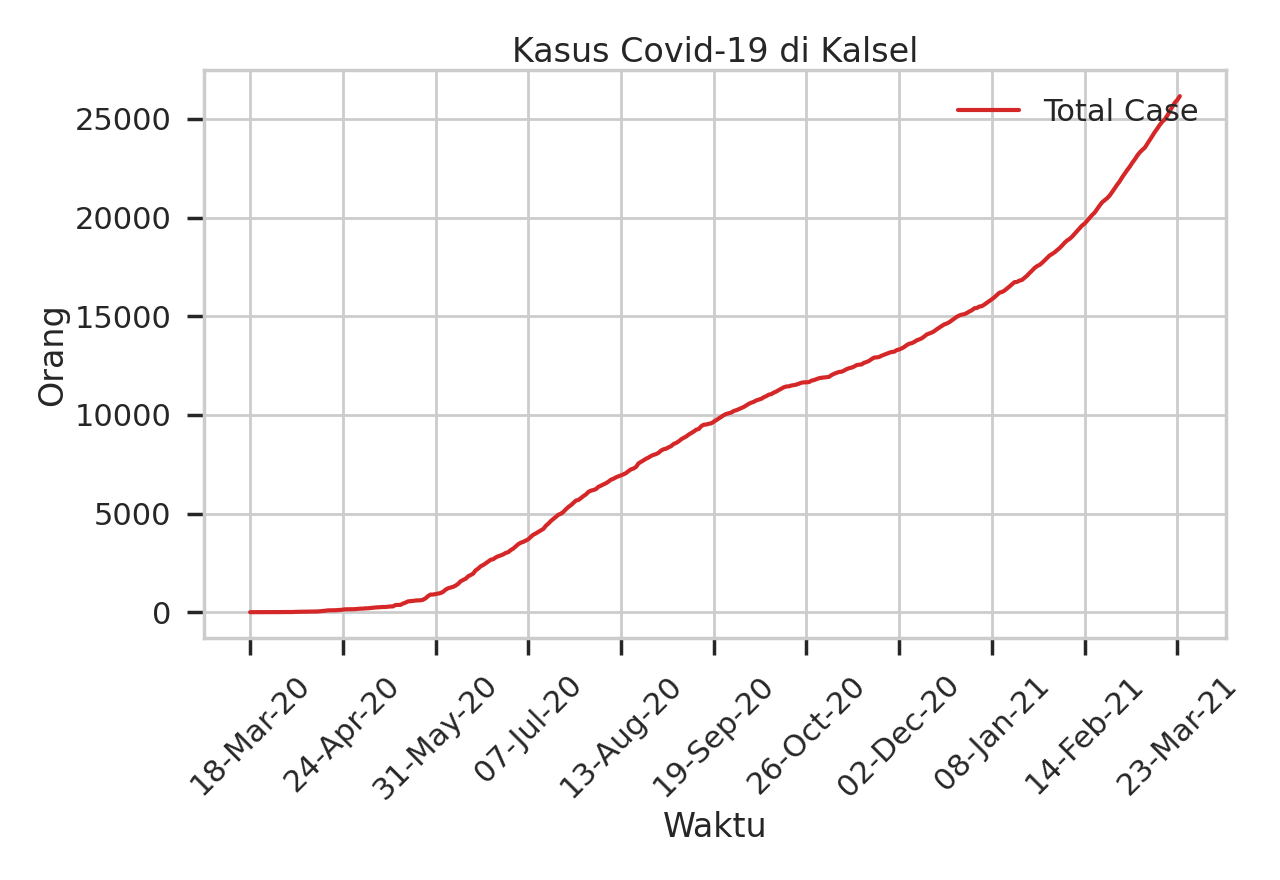 Kasus Covid-19 di Kalsel
Total Case
25000
20000
15000
10000
5000
0
Orang
18-Mar-20
24-Apr-20
31-May-20
07-Jul-20
13-Aug-20
19-Sep-20
26-Oct-20
02-Dec-20
08-Jan-21
14-Feb-21
23-Mar-21
Waktu